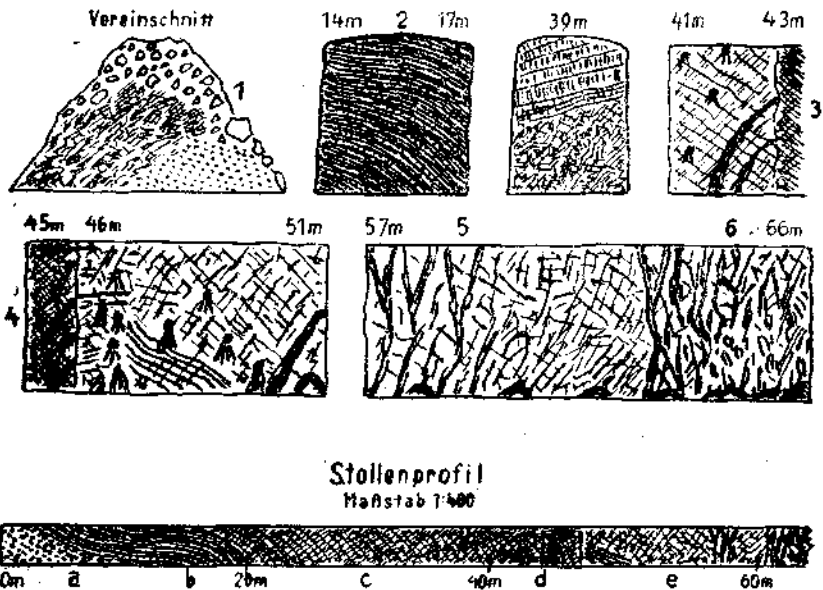 Vereinschnitt 14m 2 17m 39m 41m 43m
1
3
45m 46m 51m 57m 5 6 66m
4
Stollenprofil
Maßstab 1:400
0m a b 20m c 40m d e 60m